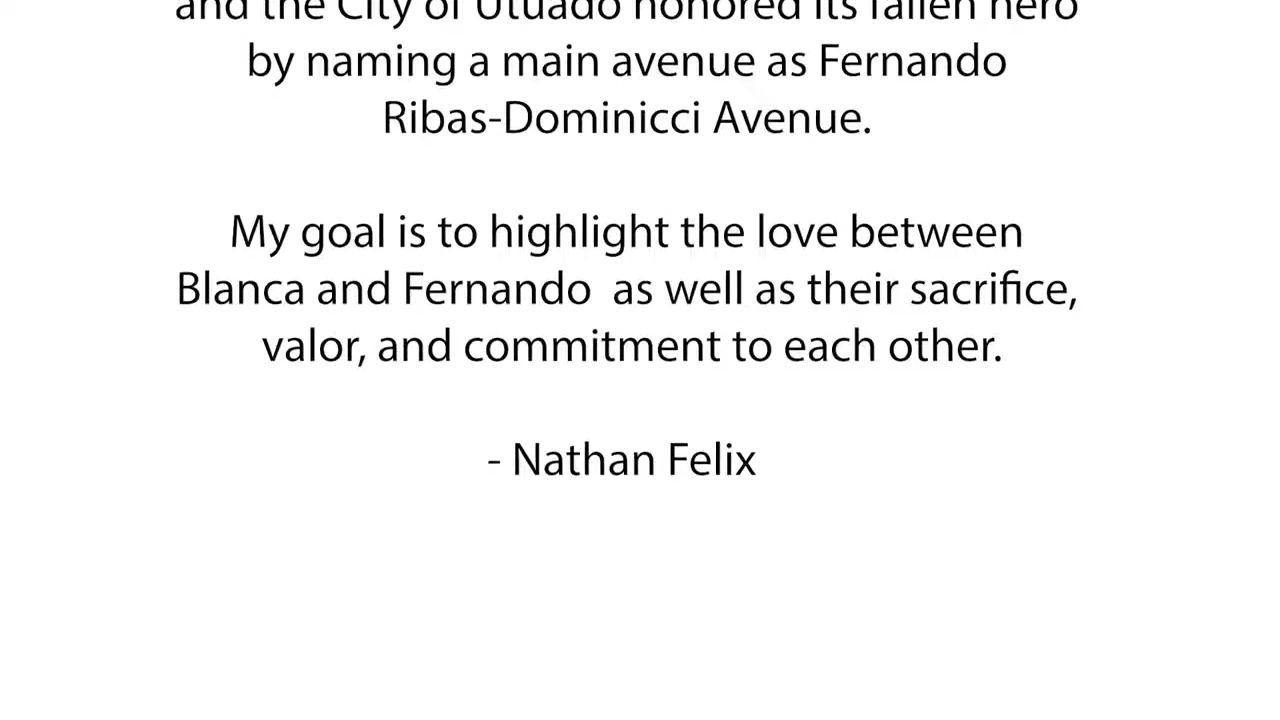 and the City of Utuado honored its fallen hero
by naming a main avenue as Fernando
Ribas-Dominicci Avenue.
My goal is to highlight the love between
Blanca and Fernando  as well as their sacrifice,
valor, and commitment to each other.
- Nathan Felix